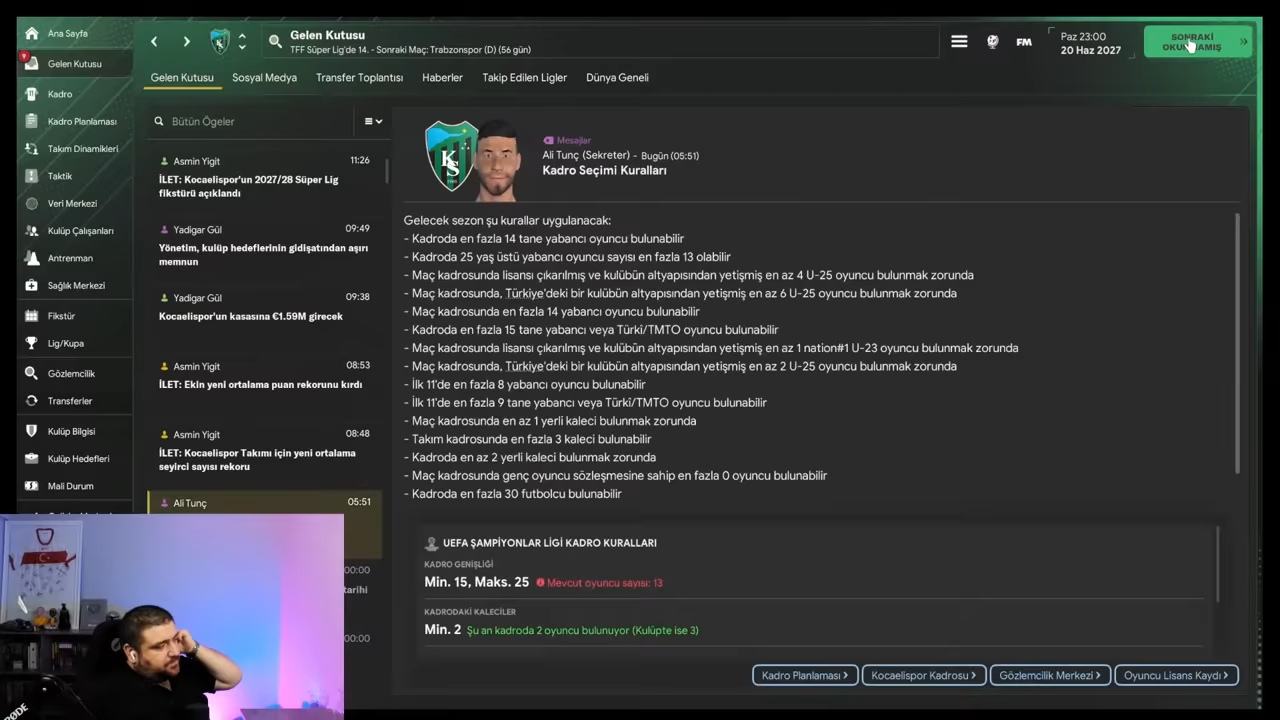 Ana Sayfa
Gelen Kutusu
Kadro
Kadro Planlaması
Takım Dinamikleri
Taktik
Veri Merkezi
Kulüp Çalışanları
Antrenman
Sağlık Merkezi
Fikstür
Lig/Kupa
Gözlemcilik
Transferler
Kulüp Bilgisi
Kulüp Hedefleri
Mali Durum
Gelen Kutusu
TFF Süper Lig'de 14. - Sonraki Maç: Trabzonspor (D) (56 gün)
FM
Paz 23:00
20 Haz 2027
SONRAKİ
OKUNMAMIŞ
Gelen Kutusu Sosyal Medya Transfer Toplantısı Haberler Takip Edilen Ligler Dünya Geneli
Bütün Ögeler
Asmin Yigit 11:26
İLET: Kocaelispor'un 2027/28 Süper Lig
fikstürü açıklandı
Yadigar Gül 09:49
Yönetim, kulüp hedeflerinin gidişatından aşırı
memnun
Yadigar Gül 09:38
Kocaelispor'un kasasına €1.59M girecek
Asmin Yigit 08:53
İLET: Ekin yeni ortalama puan rekorunu kırdı
Asmin Yigit 08:48
İLET: Kocaelispor Takımı için yeni ortalama
seyirci sayısı rekoru
Ali Tunç 05:51
00:00
tarihi
00:00
Mesajlar
Ali Tunç (Sekreter) - Bugün (05:51)
Kadro Seçimi Kuralları
Gelecek sezon şu kurallar uygulanacak:
- Kadroda en fazla 14 tane yabancı oyuncu bulunabilir
- Kadroda 25 yaş üstü yabancı oyuncu sayısı en fazla 13 olabilir
- Maç kadrosunda lisansı çıkarılmış ve kulübün altyapısından yetişmiş en az 4 U-25 oyuncu bulunmak zorunda
- Maç kadrosunda, Türkiye'deki bir kulübün altyapısından yetişmiş en az 6 U-25 oyuncu bulunmak zorunda
- Maç kadrosunda en fazla 14 yabancı oyuncu bulunabilir
- Kadroda en fazla 15 tane yabancı veya Türki/TMTO oyuncu bulunabilir
- Maç kadrosunda lisansı çıkarılmış ve kulübün altyapısından yetişmiş en az 1 nation#1 U-23 oyuncu bulunmak zorunda
- Maç kadrosunda, Türkiye'deki bir kulübün altyapısından yetişmiş en az 2 U-25 oyuncu bulunmak zorunda
- İlk 11'de en fazla 8 yabancı oyuncu bulunabilir
- İlk 11'de en fazla 9 tane yabancı veya Türki/TMTO oyuncu bulunabilir
- Maç kadrosunda en az 1 yerli kaleci bulunmak zorunda
- Takım kadrosunda en fazla 3 kaleci bulunabilir
- Kadroda en az 2 yerli kaleci bulunmak zorunda
- Maç kadrosunda genç oyuncu sözleşmesine sahip en fazla 0 oyuncu bulunabilir
- Kadroda en fazla 30 futbolcu bulunabilir
UEFA ŞAMPİYONLAR LİGİ KADRO KURALLARI
KADRO GENİŞLİĞİ
Min. 15, Maks. 25 Mevcut oyuncu sayısı: 13
KADRODAKİ KALECİLER
Min. 2 Şu an kadroda 2 oyuncu bulunuyor (Kulüpte ise 3)
Kadro Planlaması Kocaelispor Kadrosu Gözlemcilik Merkezi Oyuncu Lisans Kaydı
RØDE